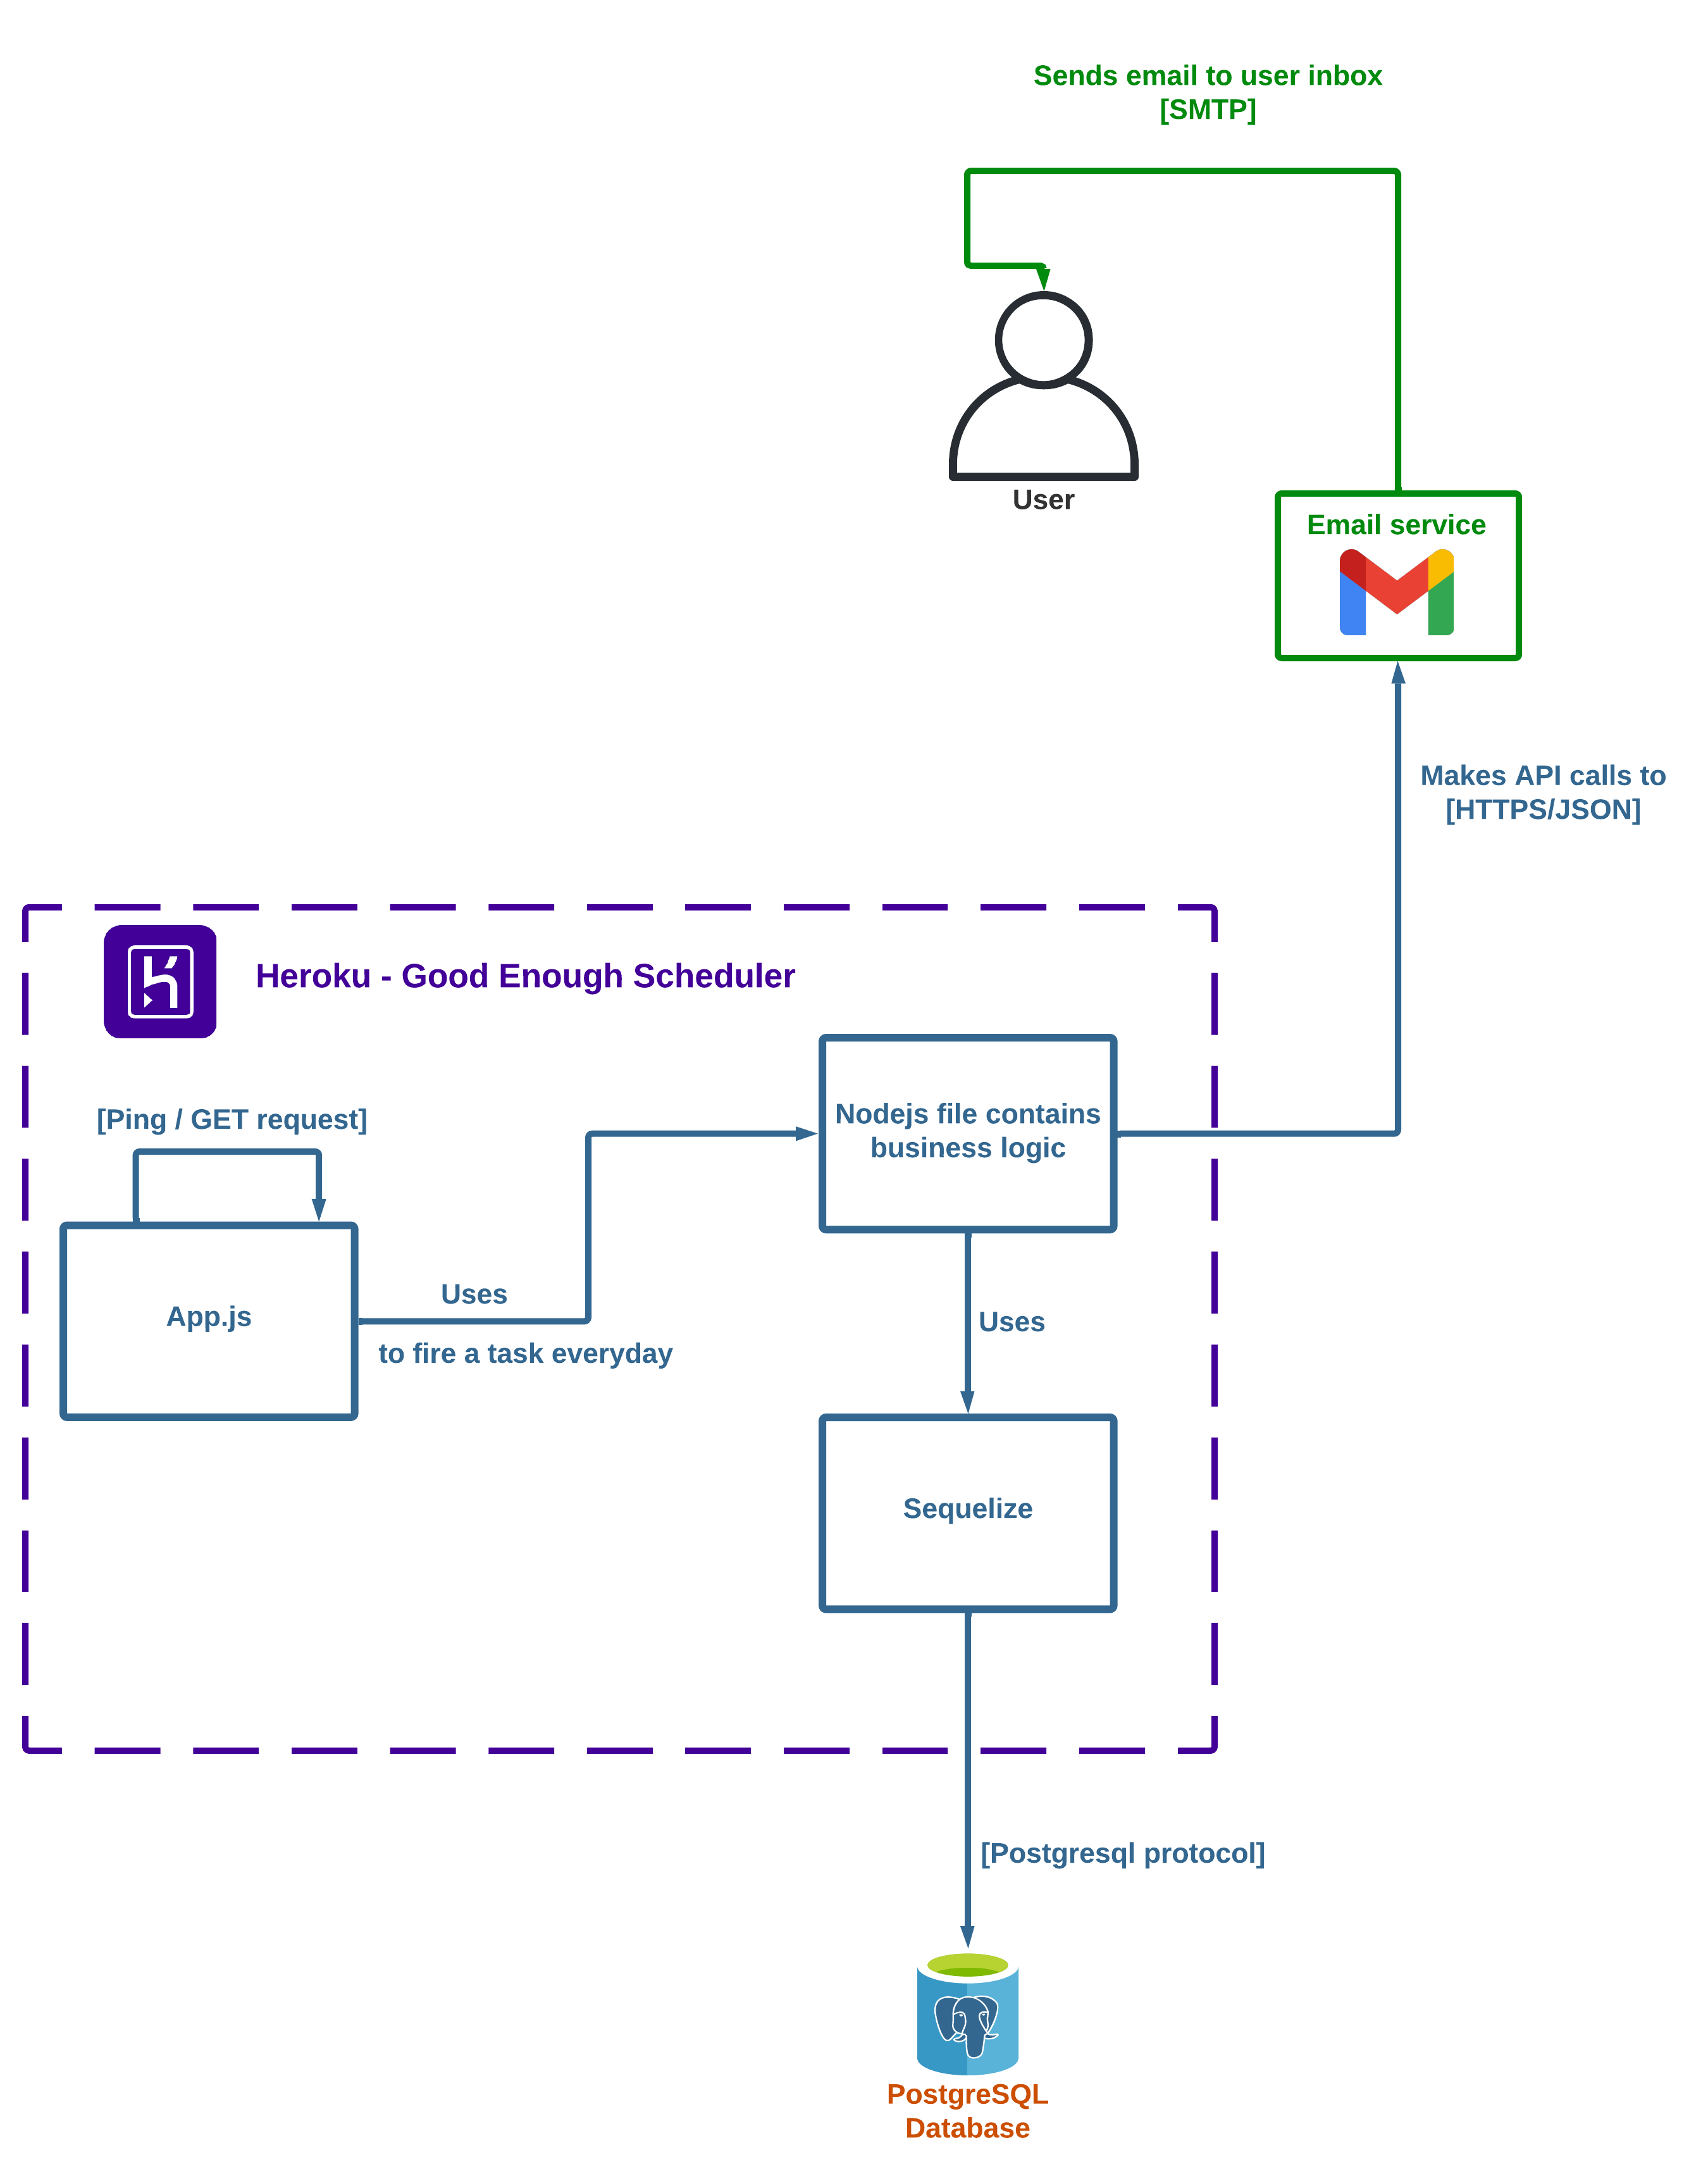 Sends email to user inbox
[SMTP]
User
Email service
Makes API calls to
[HTTPS/JSON]
Heroku - Good Enough Scheduler
Nodejs file contains
business logic
[Ping / GET request]
App.js
Uses
to fire a task everyday
Uses
Sequelize
[Postgresql protocol]
PostgreSQL
Database